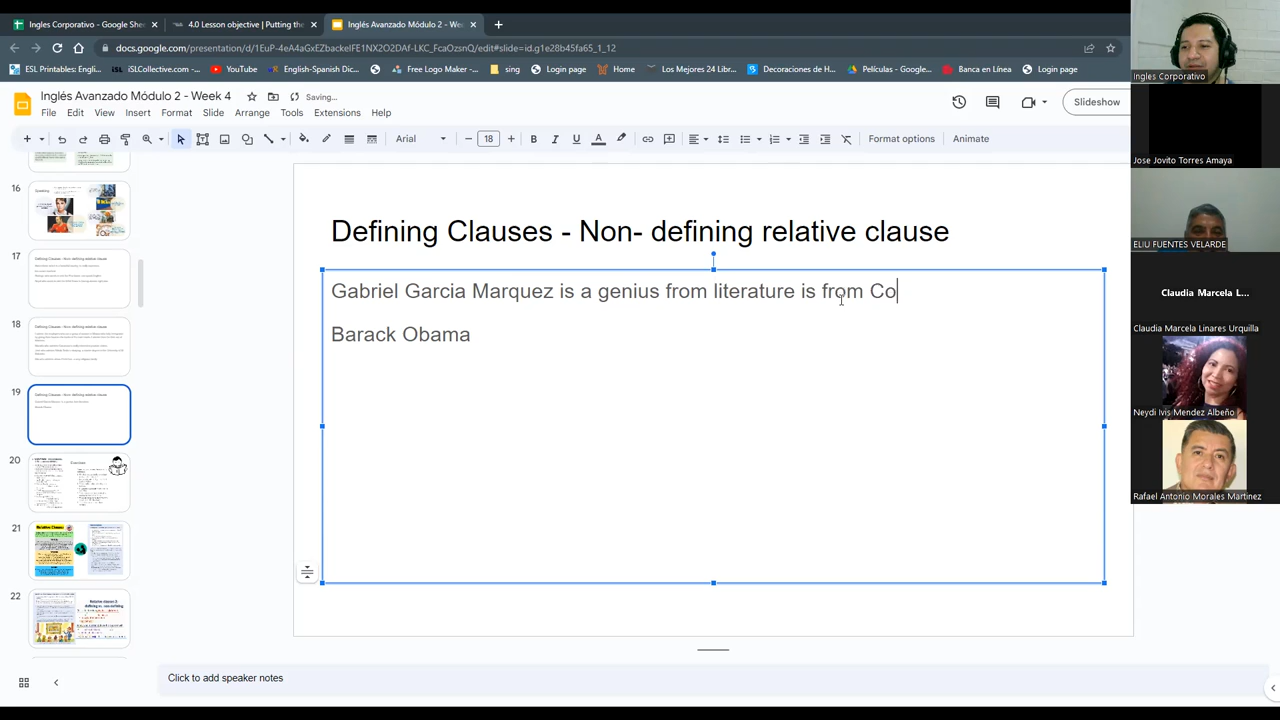 Ingles Corporativo - Google She
4.0 Lesson objective | Putting the
Inglés Avanzado Módulo 2 - We
docs.google.com/presentation/d/1EuP-4eA4aGxEZbackeIFE1NX2O2DAf-LKC_FcaOzsnQ/edit#slide=id.g1e28b45fa65_1_12
ESL Printables: Engli...
iSLCollective.com -...
YouTube
English-Spanish Dic...
Free Logo Maker -...
Login page
Home
Los Mejores 24 Libr...
Decoraciones de H...
Películas - Google...
Banca en Línea
Login page
Inglés Avanzado Módulo 2 - Week 4
Saving...
File Edit View Insert Format Slide Arrange Tools Extensions Help
Slideshow
Arial
18
Format options
Animate
16
17
18
19
20
21
22
Defining Clauses - Non- defining relative clause
Gabriel Garcia Marquez is a genius from literature is from Co
Barack Obama
Click to add speaker notes
Ingles Corporativo
Jose Jovito Torres Amaya
ELIU FUENTES VELARDE
Claudia Marcela L...
Claudia Marcela Linares Urquilla
Neydi Ivis Mendez Albeño
Rafael Antonio Morales Martinez